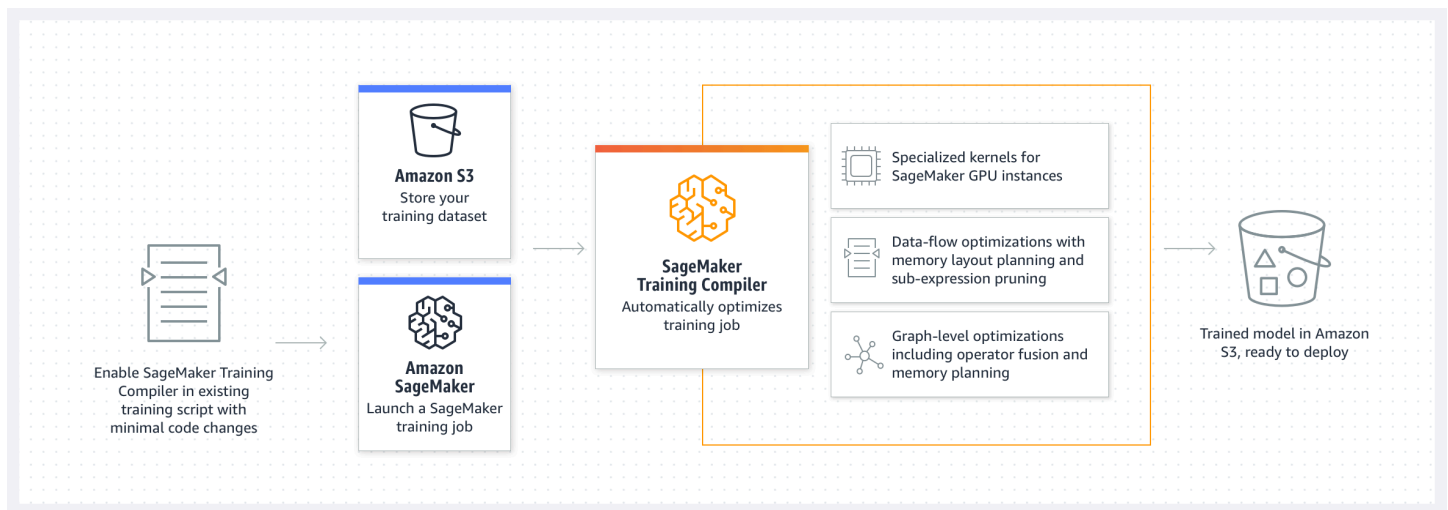 Enable SageMaker Training
Compiler in existing
training script with
minimal code changes
Amazon S3
Store your
training dataset
Amazon
SageMaker
Launch a SageMaker
training job
SageMaker
Training Compiler
Automatically optimizes
training job
Specialized kernels for
SageMaker GPU instances
Data-flow optimizations with
memory layout planning and
sub-expression pruning
Graph-level optimizations
including operator fusion and
memory planning
Trained model in Amazon
S3, ready to deploy